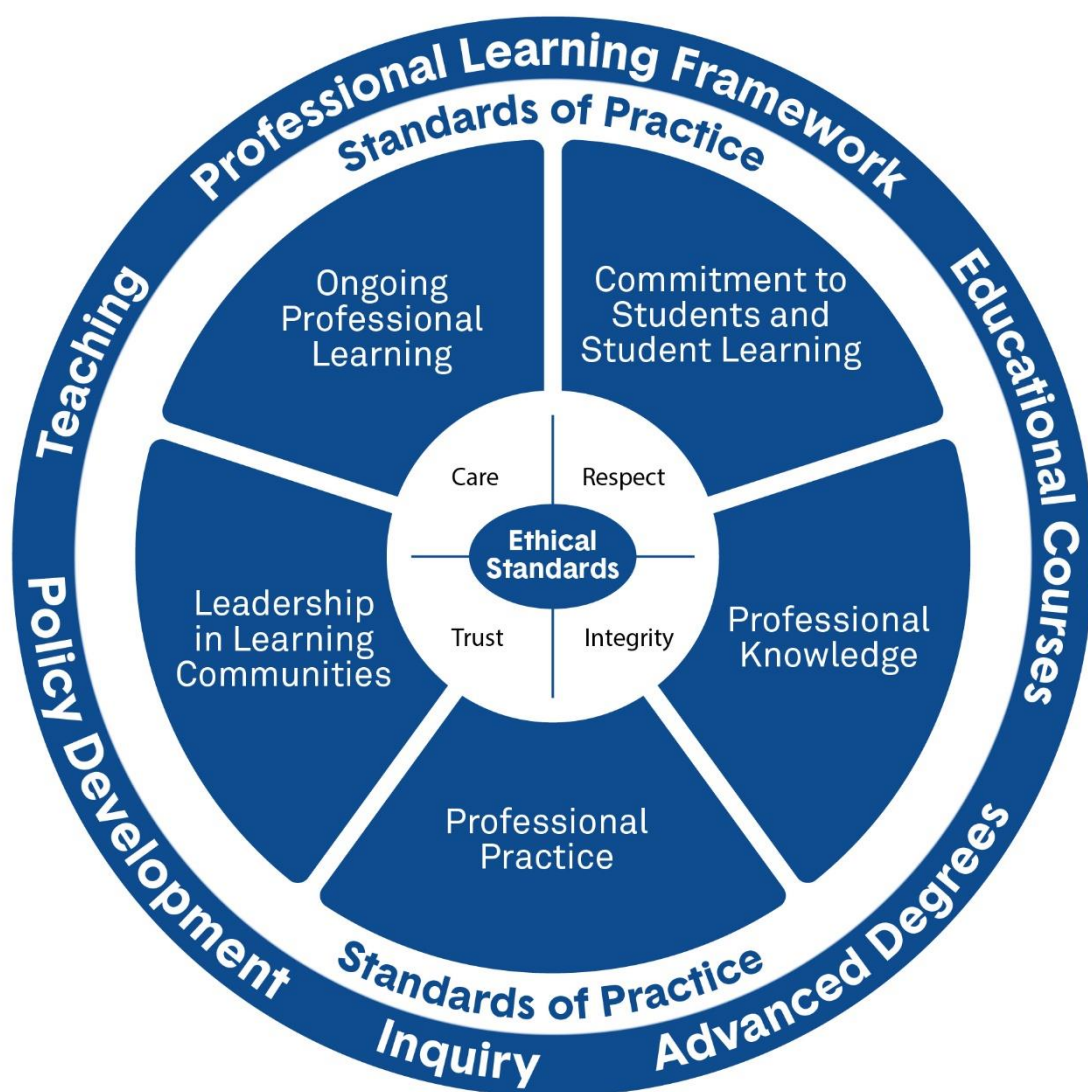 Professional Learning Framework
Educational Courses
Advanced Degrees
Inquiry
Policy Development
Teaching
Standards of Practice
Ongoing
Professional
Learning
Commitment to
Students and
Student Learning
Professional
Knowledge
Professional
Practice
Leadership
in Learning
Communities
Care
Respect
Ethical
Standards
Trust
Integrity
Standards of Practice